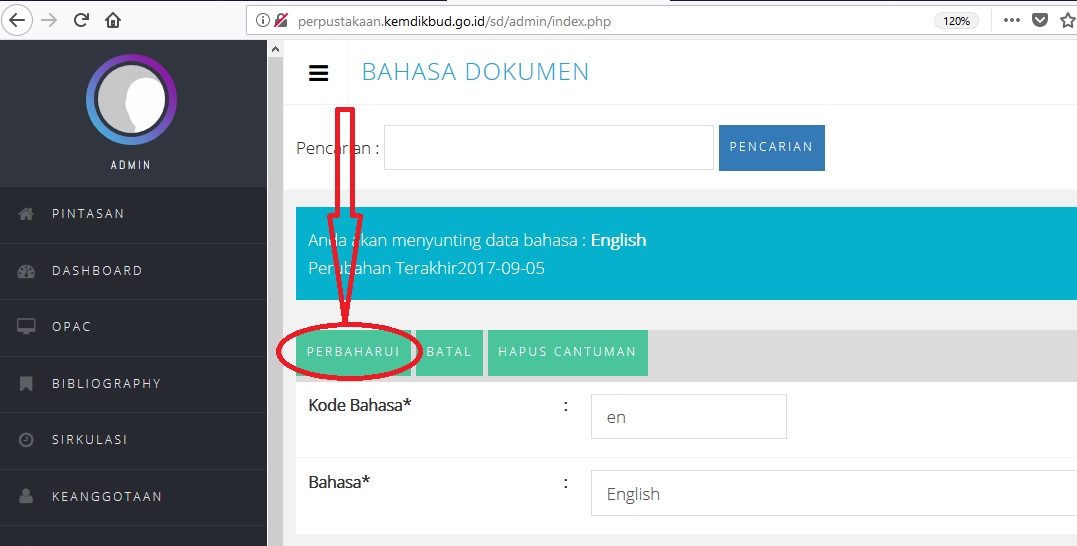 perpustakaan.kemdikbud.go.id/sd/admin/index.php
120%
ADMIN
PINTASAN
DASHBOARD
OPAC
BIBLIOGRAPHY
SIRKULASI
KEANGGOTAAN
BAHASA DOKUMEN
Pencarian :
PENCARIAN
Anda akan menyunting data bahasa : English
Perubahan Terakhir2017-09-05
PERBAHARUI BATAL HAPUS CANTUMAN
Kode Bahasa* : en
Bahasa* : English